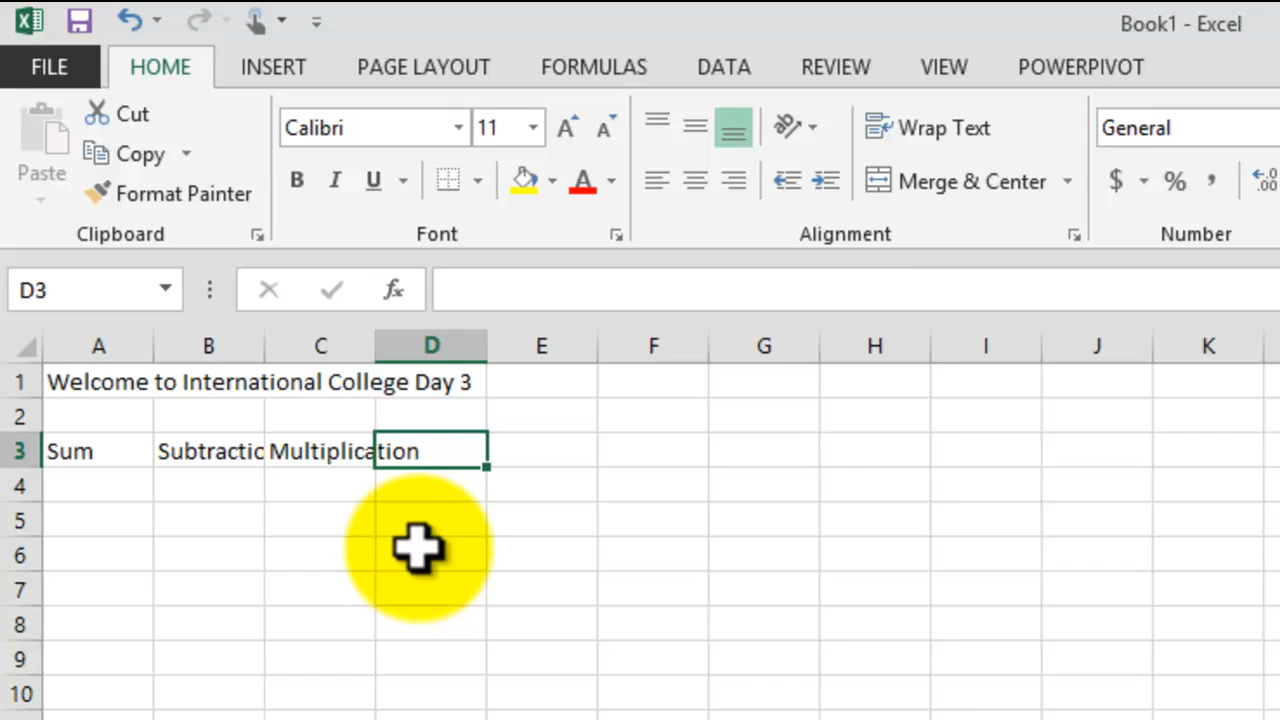 Book1 - Excel
FILE HOME INSERT PAGE LAYOUT FORMULAS DATA REVIEW VIEW POWERPIVOT
Cut
Calibri 11 A A Wrap Text General
Copy
Paste
B I U A Merge & Center $ % , .00
Format Painter
Clipboard Font Alignment Number
D3 fx
A B C D E F G H I J K
1 Welcome to International College Day 3
2
3 Sum Subtractic Multiplication
4
5
6
7
8
9
10